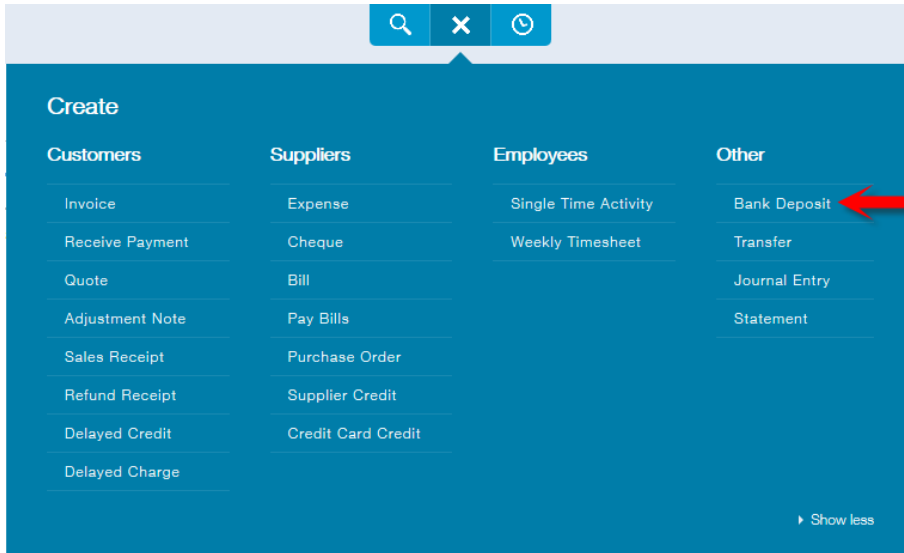 Create
Customers
Invoice
Receive Payment
Quote
Adjustment Note
Sales Receipt
Refund Receipt
Delayed Credit
Delayed Charge
Suppliers
Expense
Cheque
Bill
Pay Bills
Purchase Order
Supplier Credit
Credit Card Credit
Employees
Single Time Activity
Weekly Timesheet
Other
Bank Deposit
Transfer
Journal Entry
Statement
Show less